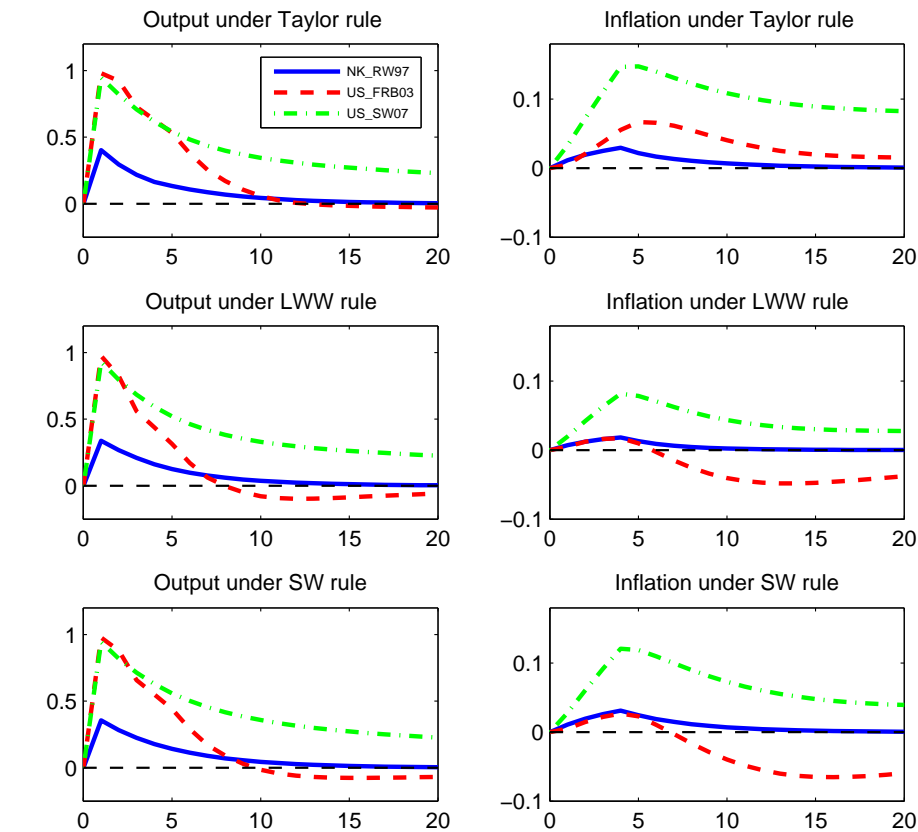 Output under Taylor rule
1
0.5
0
0 5 10 15 20
NK_RW97
US_FRB03
US_SW07
Inflation under Taylor rule
0.1
0
−0.1
0 5 10 15 20
Output under LWW rule
1
0.5
0
0 5 10 15 20
Inflation under LWW rule
0.1
0
−0.1
0 5 10 15 20
Output under SW rule
1
0.5
0
0 5 10 15 20
Inflation under SW rule
0.1
0
−0.1
0 5 10 15 20